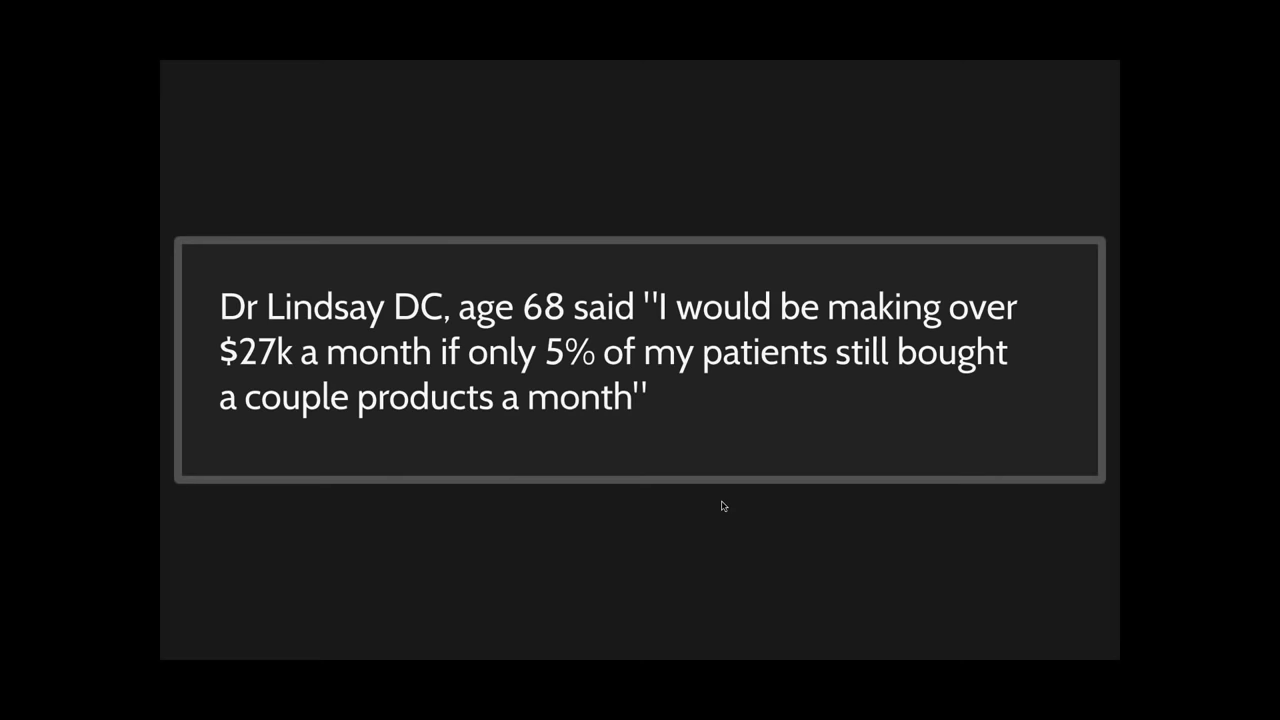 Dr Lindsay DC, age 68 said "I would be making over
$27k a month if only 5% of my patients still bought
a couple products a month"